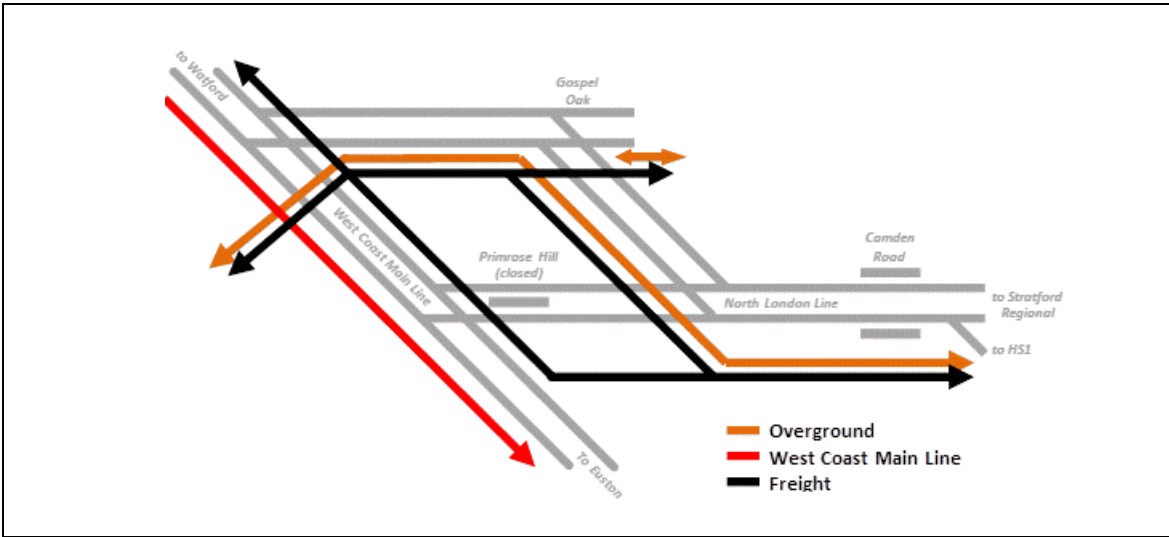 to Watford
Gospel
Oak
West Coast Main Line
Primrose Hill
(closed)
Camden
Road
North London Line
to Stratford
Regional
to HS1
To Euston
Overground
West Coast Main Line
Freight